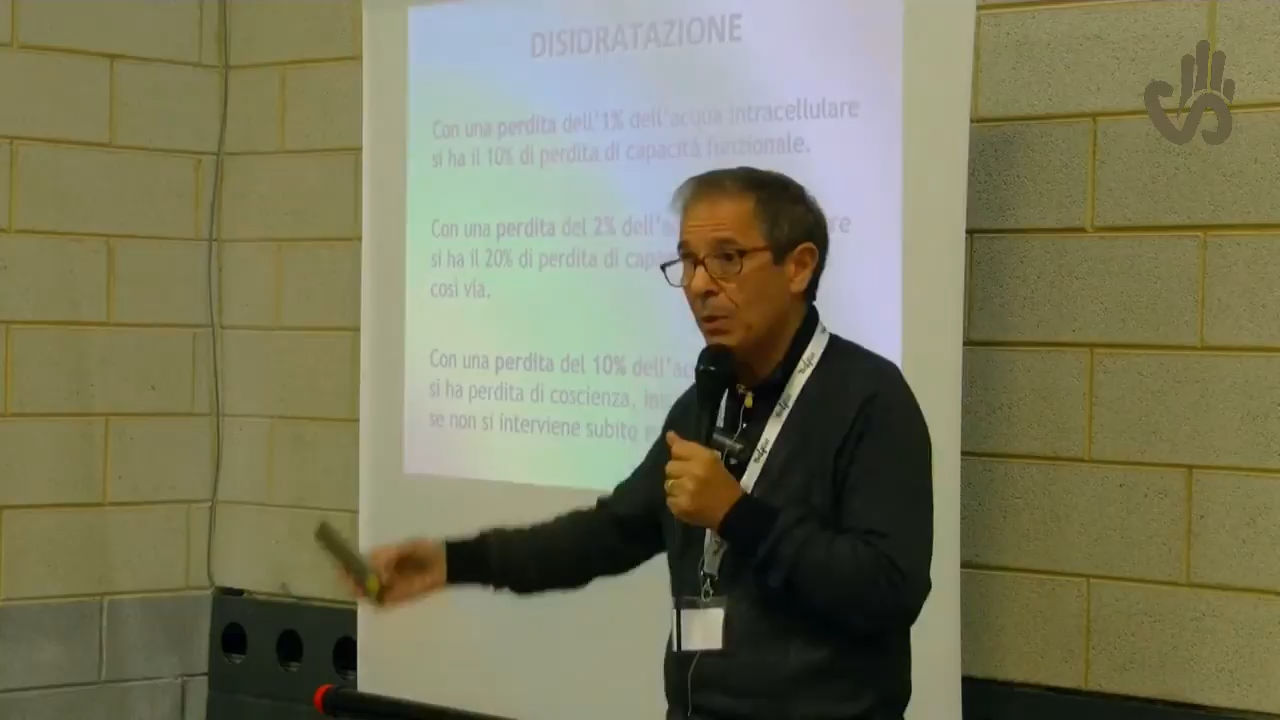 DISIDRATAZIONE
Con una perdita dell'1% dell'acqua intracellulare
si ha il 10% di perdita di capacità funzionale.
Con una perdita del 2% dell'
si ha il 20% di perdita di
così via.
Con una perdita del 10%
si ha perdita di coscienza,
se non si interviene subito